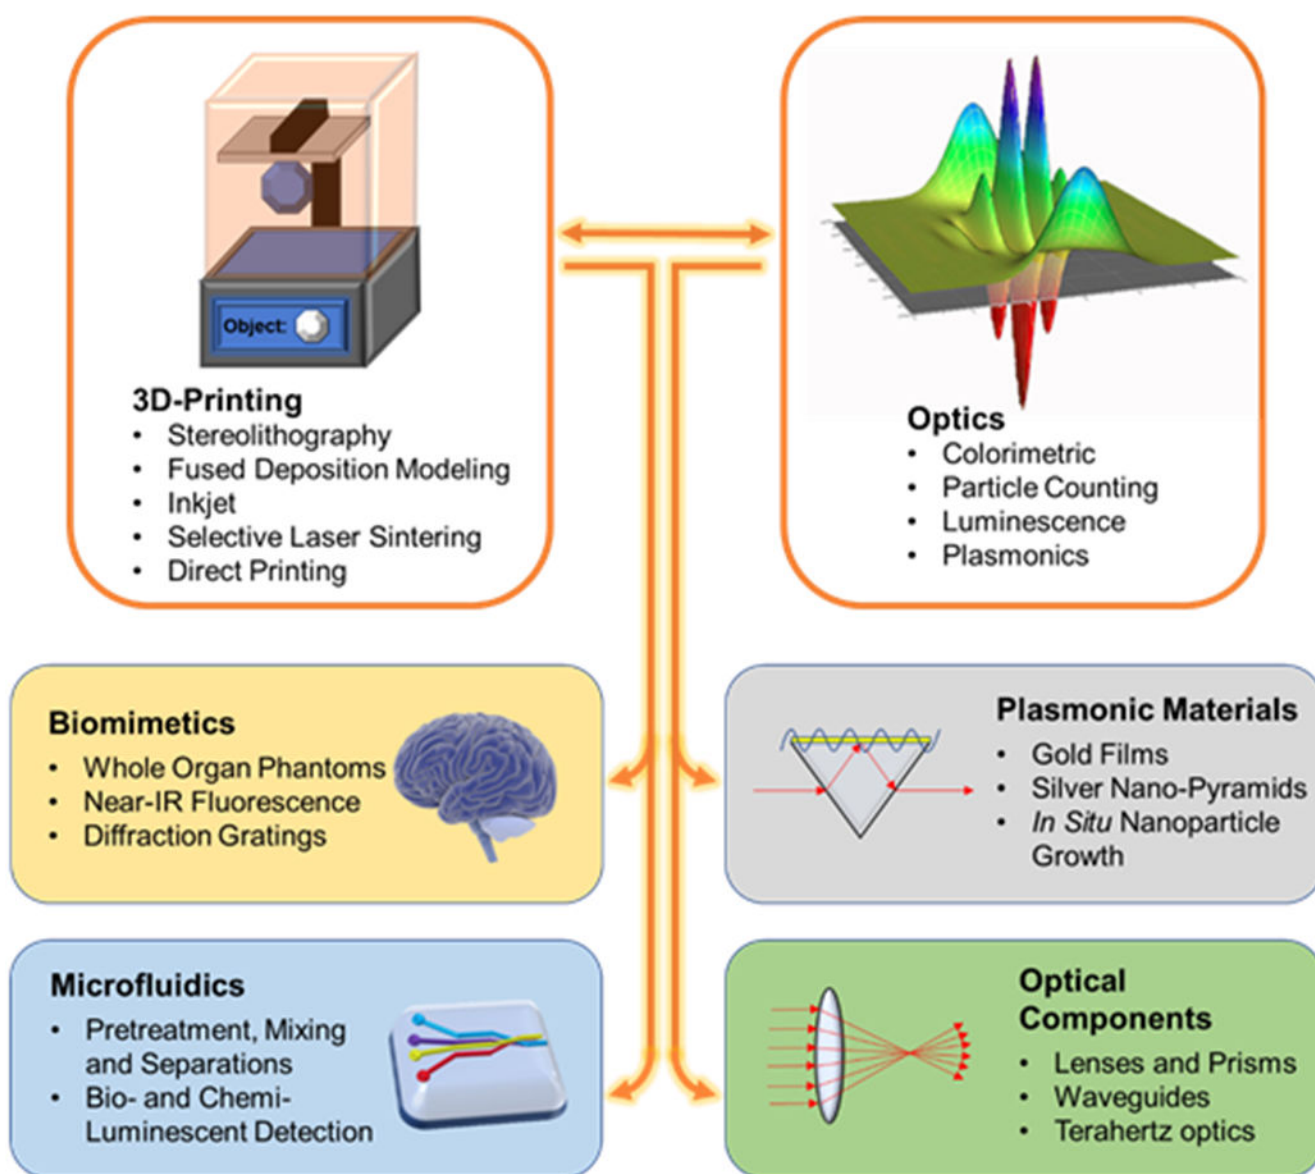 Object:
3D-Printing
• Stereolithography
• Fused Deposition Modeling
• Inkjet
• Selective Laser Sintering
• Direct Printing
Optics
• Colorimetric
• Particle Counting
• Luminescence
• Plasmonics
Biomimetics
• Whole Organ Phantoms
• Near-IR Fluorescence
• Diffraction Gratings
Plasmonic Materials
• Gold Films
• Silver Nano-Pyramids
• In Situ Nanoparticle
Growth
Microfluidics
• Pretreatment, Mixing
and Separations
• Bio- and Chemi-
Luminescent Detection
Optical
Components
• Lenses and Prisms
• Waveguides
• Terahertz optics